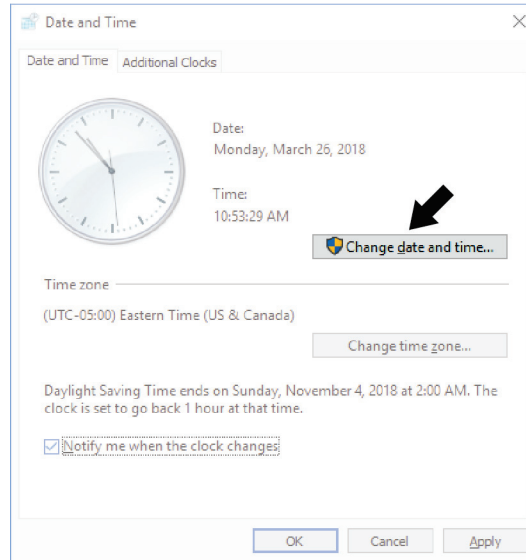 Date and Time
Date and Time
Additional Clocks
Date:
Monday, March 26, 2018
Time:
10:53:29 AM
Change date and time...
Time zone
(UTC-05:00) Eastern Time (US & Canada)
Change time zone...
Daylight Saving Time ends on Sunday, November 4, 2018 at 2:00 AM. The
clock is set to go back 1 hour at that time.
Notify me when the clock changes
OK
Cancel
Apply